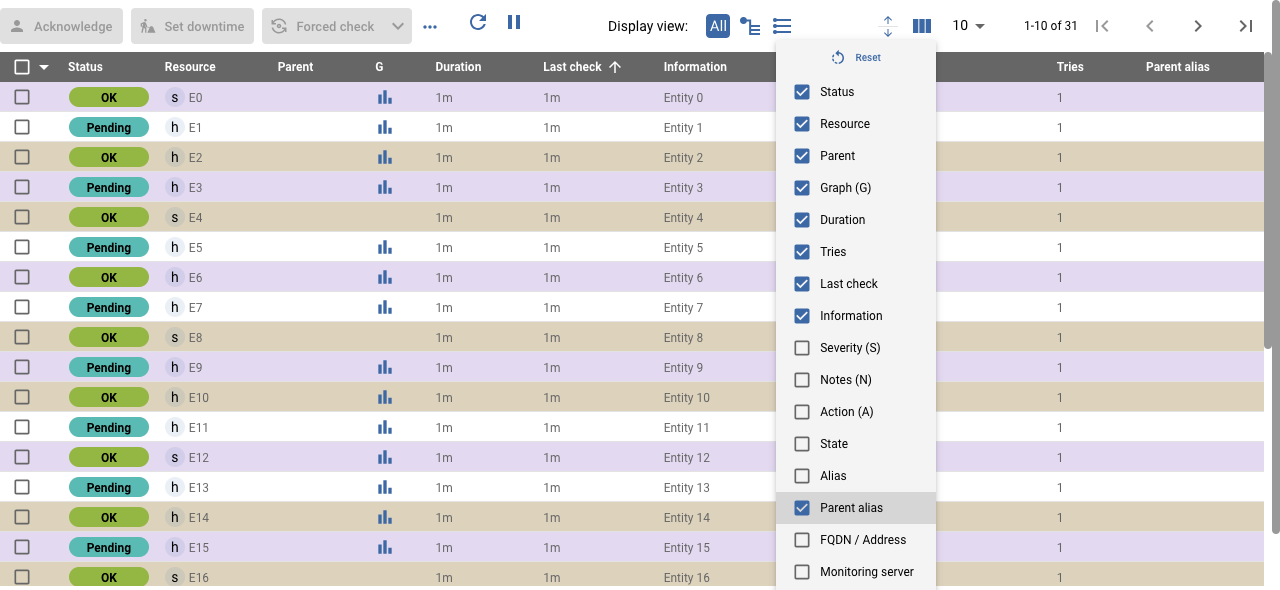 Acknowledge Set downtime Forced check Display view: All 10 1-10 of 31
Reset
Status Resource Parent G Duration Last check Information Tries Parent alias
OK s E0 1m 1m Entity 0 1
Status
Pending h E1 1m 1m Entity 1 1
Resource
OK h E2 1m 1m Entity 2 1
Parent
Pending h E3 1m 1m Entity 3 1
Graph (G)
OK s E4 1m 1m Entity 4 1
Duration
Pending h E5 1m 1m Entity 5 1
Tries
OK h E6 1m 1m Entity 6 1
Last check
Pending h E7 1m 1m Entity 7 1
Information
OK s E8 1m 1m Entity 8 1
Severity (S)
Pending h E9 1m 1m Entity 9 1
Notes (N)
OK h E10 1m 1m Entity 10 1
Action (A)
Pending h E11 1m 1m Entity 11 1
State
OK s E12 1m 1m Entity 12 1
Alias
Pending h E13 1m 1m Entity 13 1
Parent alias
OK h E14 1m 1m Entity 14 1
FQDN / Address
Pending h E15 1m 1m Entity 15 1
Monitoring server
OK s E16 1m 1m Entity 16 1